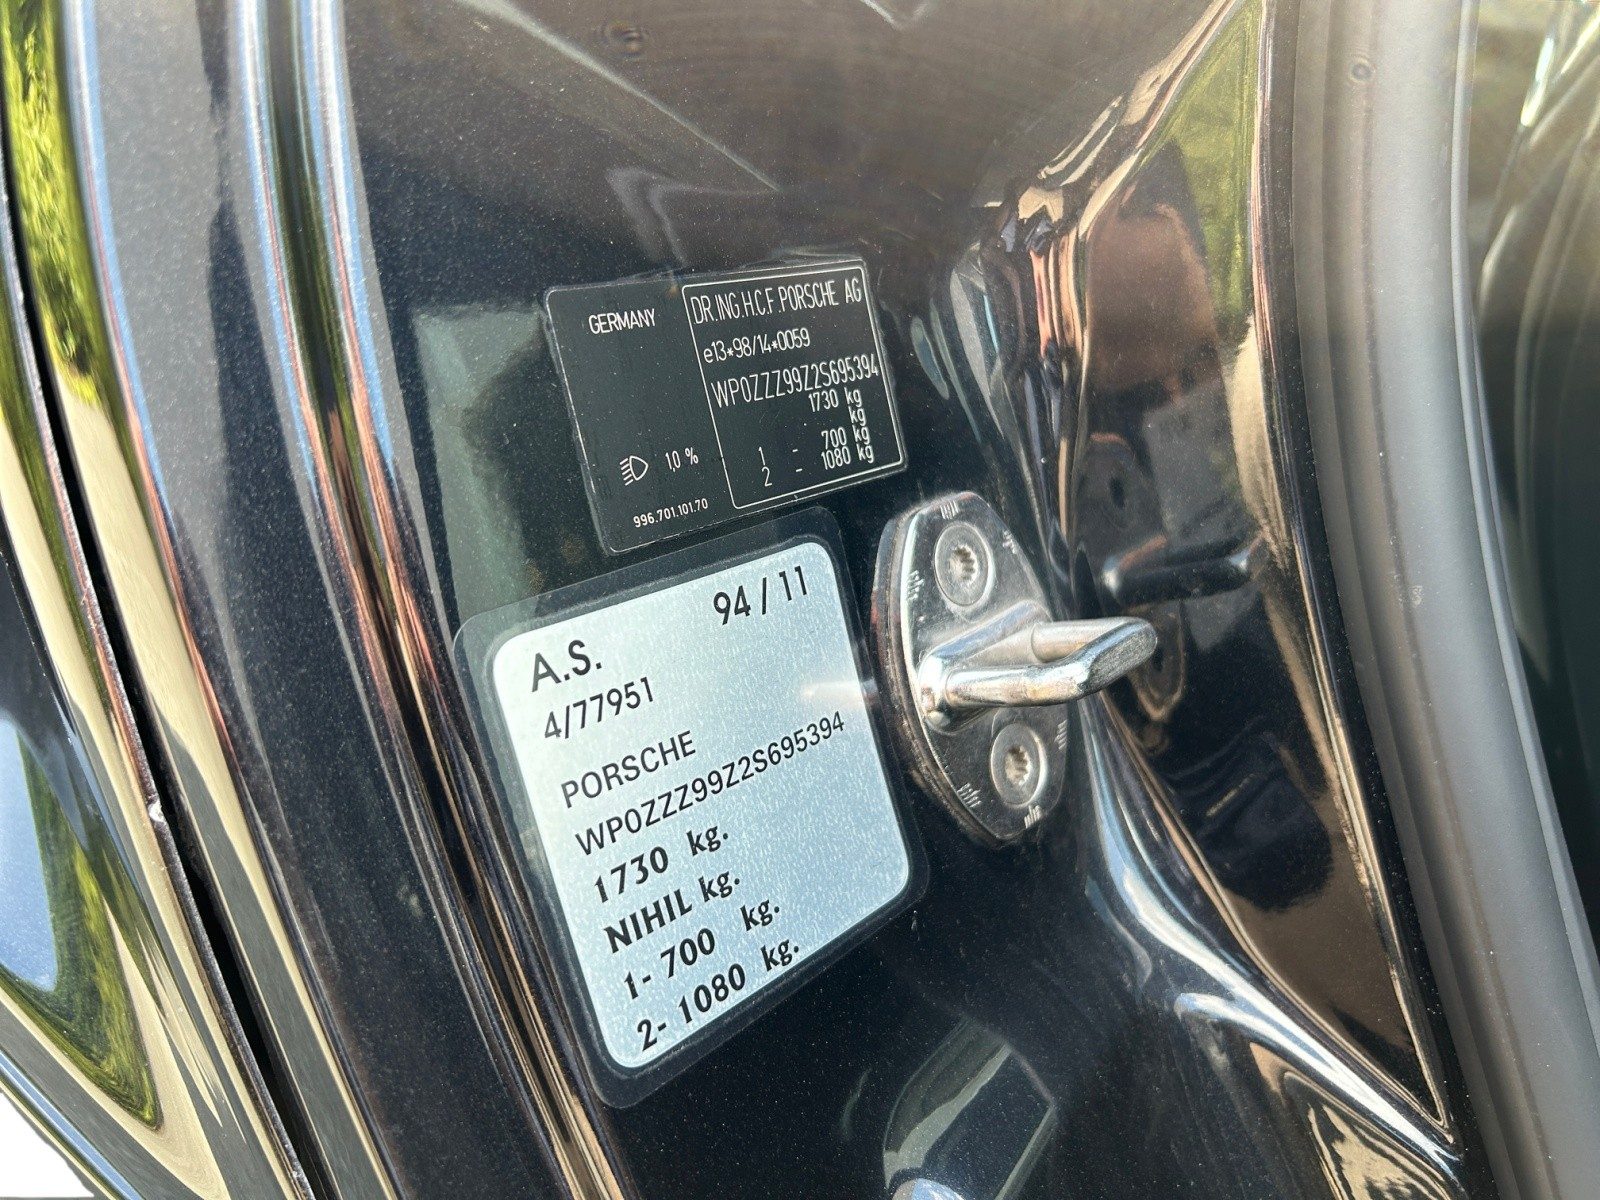 GERMANY
1,0 %
996.701.101.70
DR.ING.H.C.F.PORSCHE AG
e13*98/14*0059
WP0ZZZ99Z2S695394
1730 kg
kg
1 - 700 kg
2 - 1080 kg
94/11
A.S.
4/77951
PORSCHE
WP0ZZZ99Z2S695394
1730 kg.
NIHIL kg.
1- 700 kg.
2- 1080 kg.